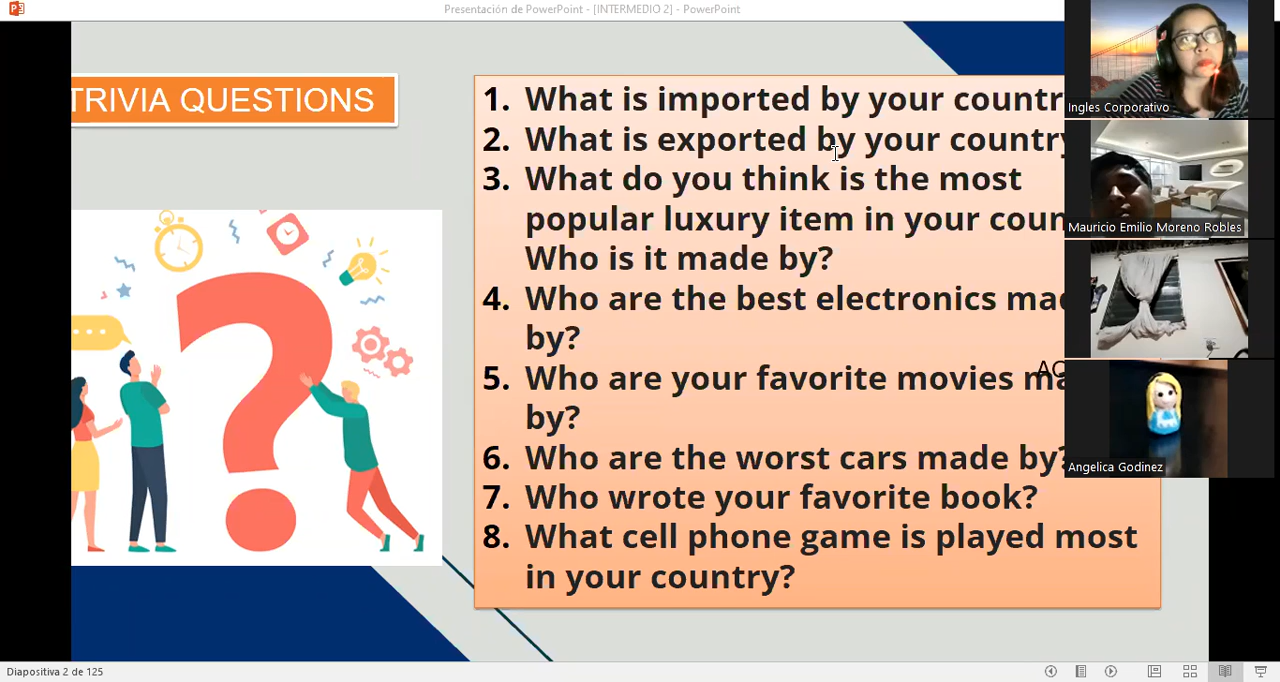 Presentación de PowerPoint - [INTERMEDIO 2] - PowerPoint
TRIVIA QUESTIONS
1. What is imported by your countr
2. What is exported by your country
3. What do you think is the most
popular luxury item in your coun
Who is it made by?
4. Who are the best electronics mad
by?
5. Who are your favorite movies ma
by?
6. Who are the worst cars made by?
7. Who wrote your favorite book?
8. What cell phone game is played most
in your country?
Ingles Corporativo
Mauricio Emilio Moreno Robles
Angelica Godinez
Diapositiva 2 de 125